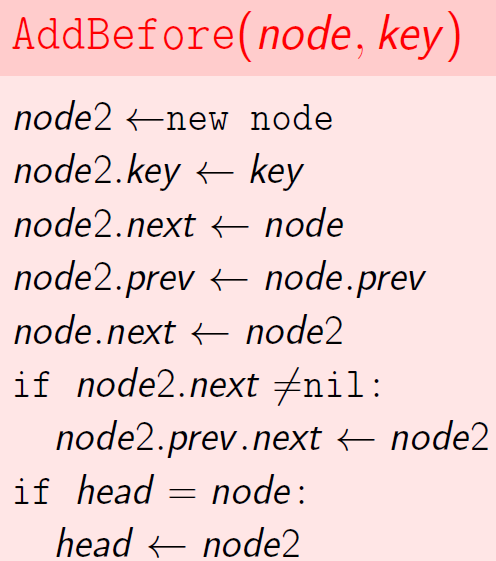 AddBefore(node, key)
node2 ←new node
node2.key ← key
node2.next ← node
node2.prev ← node.prev
node.next ← node2
if node2.next ≠nil:
node2.prev.next ← node2
if head = node:
head ← node2